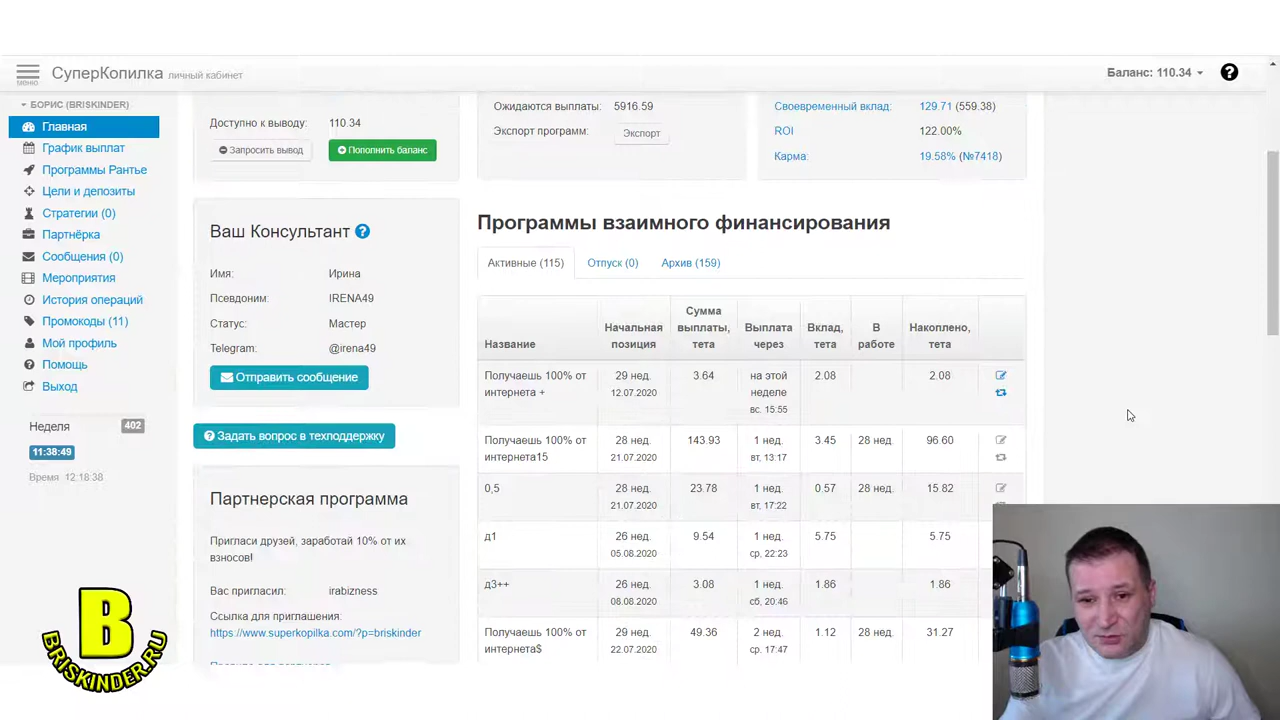 МЕНЮ
СуперКопилка личный кабинет
Баланс: 110.34
БОРИС (BRISKINDER)
Главная
График выплат
Программы Рантье
Цели и депозиты
Стратегии (0)
Партнёрка
Сообщения (0)
Мероприятия
История операций
Промокоды (11)
Мой профиль
Помощь
Выход
Неделя 402
11:38:49
Время 12:18:38
Доступно к выводу: 110.34
Запросить вывод Пополнить баланс
Ожидаются выплаты: 5916.59
Экспорт программ: Экспорт
Своевременный вклад: 129.71 (559.38)
ROI 122.00%
Карма: 19.58% (№7418)
Ваш Консультант ?
Имя: Ирина
Псевдоним: IRENA49
Статус: Мастер
Telegram: @irena49
Отправить сообщение
Задать вопрос в техподдержку
Партнерская программа
Пригласи друзей, заработай 10% от их
взносов!
Вас пригласил: irabizness
Ссылка для приглашения:
https://www.superkopilka.com/?p=briskinder
Программы взаимного финансирования
Активные (115) Отпуск (0) Архив (159)
Название Начальная позиция Сумма выплаты, тета Выплата через Вклад, тета В работе Накоплено, тета
Получаешь 100% от интернета + 29 нед. 12.07.2020 3.64 на этой неделе вс. 15:55 2.08 2.08
Получаешь 100% от интернета15 28 нед. 21.07.2020 143.93 1 нед. вт, 13:17 3.45 28 нед. 96.60
0,5 28 нед. 21.07.2020 23.78 1 нед. вт, 17:22 0.57 28 нед. 15.82
д1 26 нед. 05.08.2020 9.54 1 нед. ср, 22:23 5.75 5.75
д3++ 26 нед. 08.08.2020 3.08 1 нед. сб, 20:46 1.86 1.86
Получаешь 100% от интернета$ 29 нед. 22.07.2020 49.36 2 нед. ср, 17:47 1.12 28 нед. 31.27
B
BRISKINDER.RU